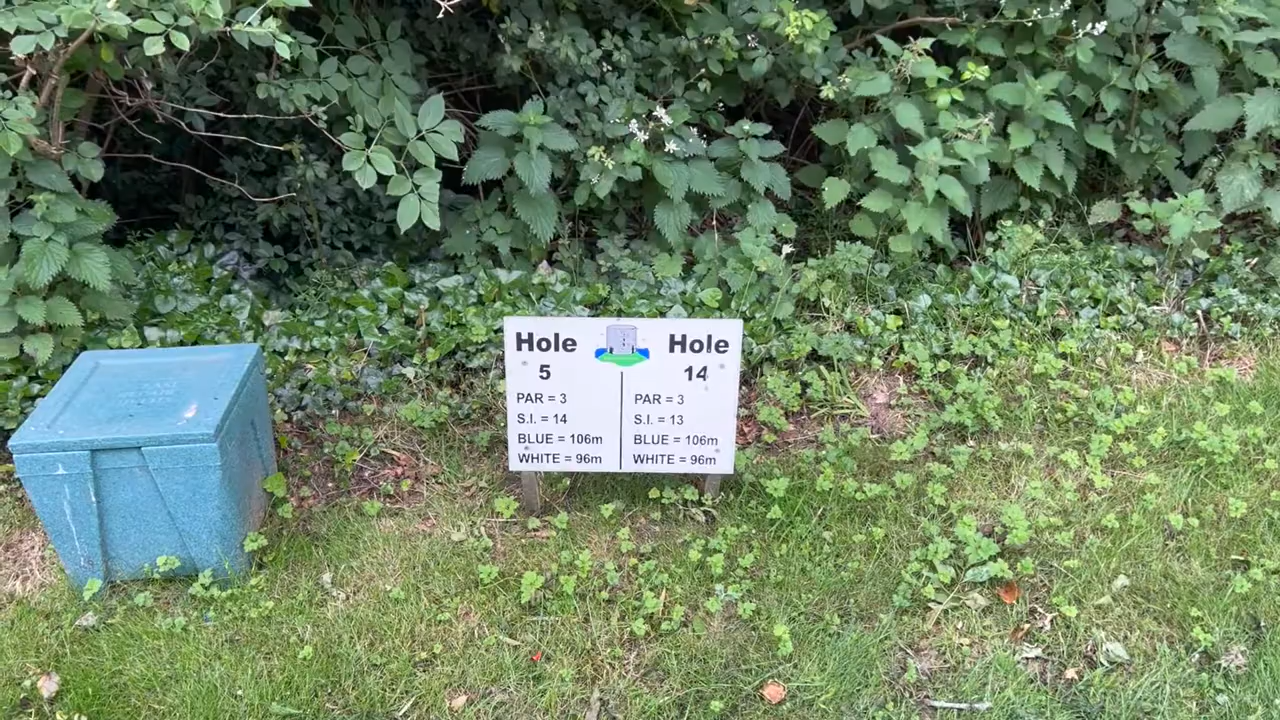 Hole
5
PAR = 3
S.I. = 14
BLUE = 106m
WHITE = 96m
Hole
14
PAR = 3
S.I. = 13
BLUE = 106m
WHITE = 96m